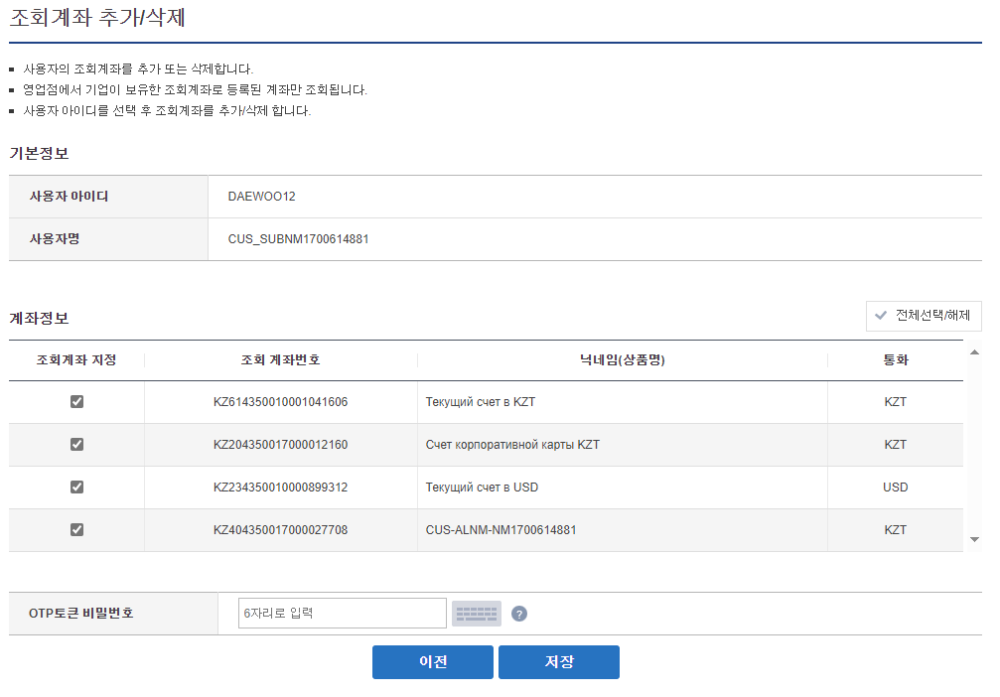 조회계좌 추가/삭제
사용자의 조회계좌를 추가 또는 삭제합니다.
영업점에서 기업이 보유한 조회계좌로 등록된 계좌만 조회됩니다.
사용자 아이디를 선택 후 조회계좌를 추가/삭제 합니다.
기본정보
사용자 아이디 DAEWOO12
사용자명 CUS_SUBNM1700614881
계좌정보 전체선택/해제
조회계좌 지정 조회 계좌번호 닉네임(상품명) 통화
KZ614350010001041606 Текущий счет в KZT KZT
KZ204350017000012160 Счет корпоративной карты KZT KZT
KZ234350010000899312 Текущий счет в USD USD
KZ404350017000027708 CUS-ALNM-NM1700614881 KZT
OTP토큰 비밀번호 6자리로 입력 ?
이전 저장